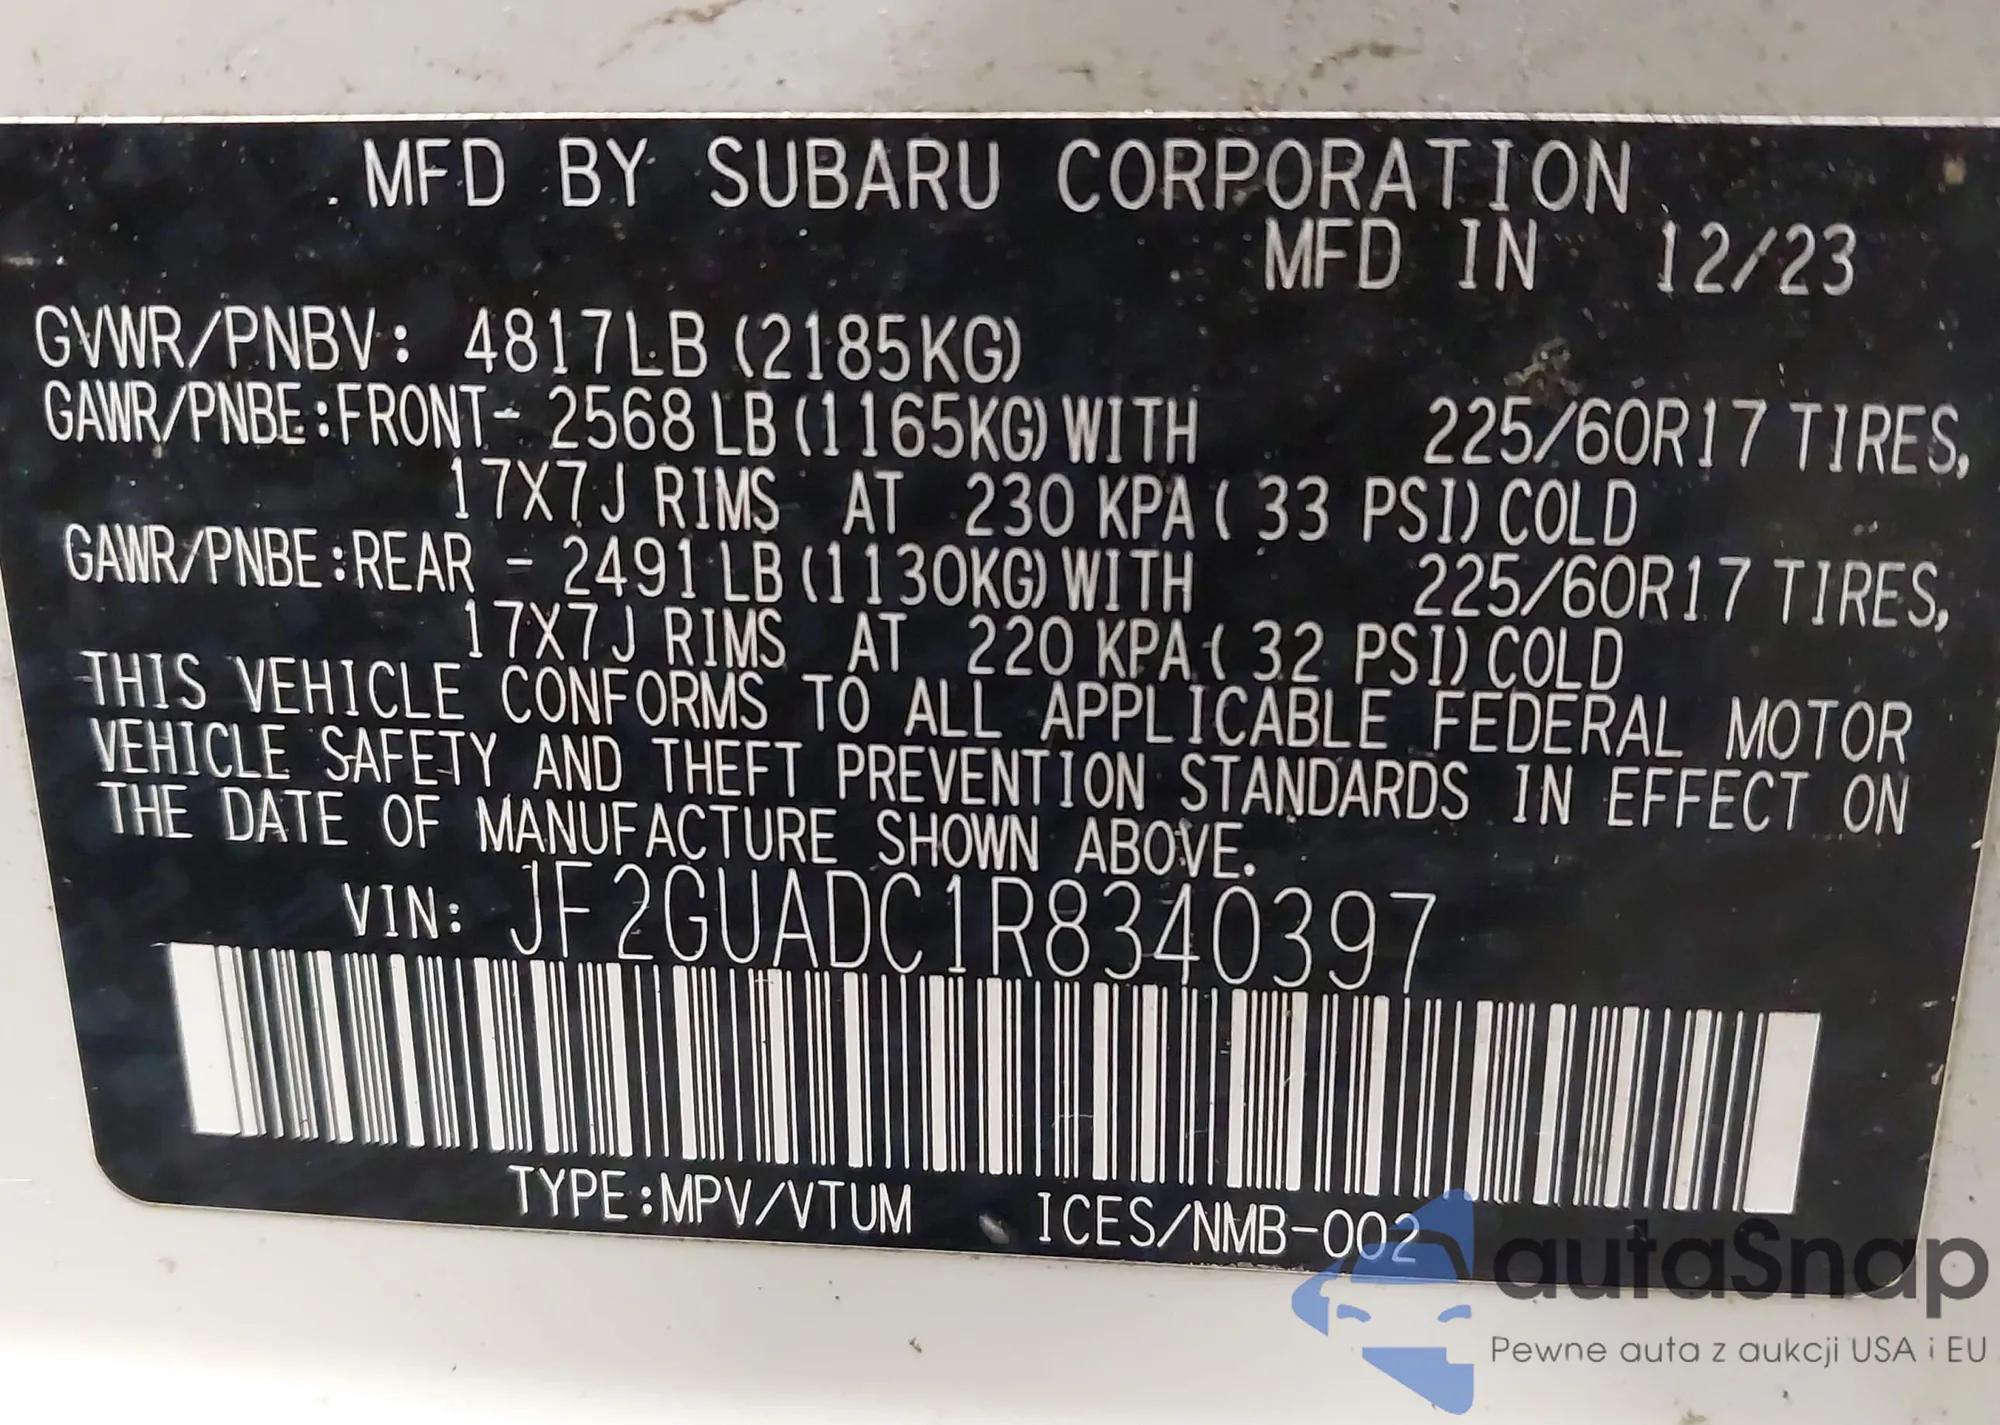 MFD BY SUBARU CORPORATION
MFD IN 12/23
GVWR/PNBV: 4817LB (2185KG)
GAWR/PNBE:FRONT- 2568 LB (1165KG) WITH 225/60R17 TIRES,
17X7J RIMS AT 230 KPA ( 33 PSI) COLD
GAWR/PNBE:REAR - 2491 LB (1130KG) WITH 225/60R17 TIRES,
17X7J RIMS AT 220 KPA ( 32 PSI) COLD
THIS VEHICLE CONFORMS TO ALL APPLICABLE FEDERAL MOTOR
VEHICLE SAFETY AND THEFT PREVENTION STANDARDS IN EFFECT ON
THE DATE OF MANUFACTURE SHOWN ABOVE.
VIN: JF2GUADC1R8340397
TYPE:MPV/VTUM ICES/NMB-002
autaSnap
Pewne auta z aukcji USA i EU